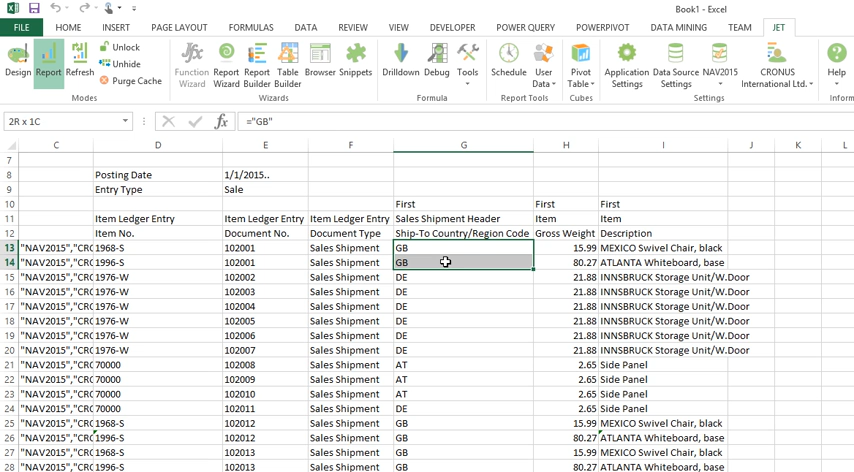 Book1 - Excel
FILE HOME INSERT PAGE LAYOUT FORMULAS DATA REVIEW VIEW DEVELOPER POWER QUERY POWERPIVOT DATA MINING TEAM JET
Design Report Refresh Unlock Unhide Purge Cache Function Wizard Report Wizard Report Builder Table Builder Browser Snippets Drilldown Debug Tools Schedule User Data Pivot Table Application Settings Data Source Settings NAV2015 CRONUS International Ltd. Help
Modes Wizards Formula Report Tools Cubes Settings Inform
2R x 1C fx ="GB"
C D E F G H I J K L
7
8 Posting Date 1/1/2015..
9 Entry Type Sale
10 First First First
11 Item Ledger Entry Item Ledger Entry Item Ledger Entry Sales Shipment Header Item Item
12 Item No. Document No. Document Type Ship-To Country/Region Code Gross Weight Description
13 "NAV2015","CRO 1968-S 102001 Sales Shipment GB 15.99 MEXICO Swivel Chair, black
14 "NAV2015","CRO 1996-S 102001 Sales Shipment GB 80.27 ATLANTA Whiteboard, base
15 "NAV2015","CRO 1976-W 102002 Sales Shipment DE 21.88 INNSBRUCK Storage Unit/W.Door
16 "NAV2015","CRO 1976-W 102003 Sales Shipment DE 21.88 INNSBRUCK Storage Unit/W.Door
17 "NAV2015","CRO 1976-W 102004 Sales Shipment DE 21.88 INNSBRUCK Storage Unit/W.Door
18 "NAV2015","CRO 1976-W 102005 Sales Shipment DE 21.88 INNSBRUCK Storage Unit/W.Door
19 "NAV2015","CRO 1976-W 102006 Sales Shipment DE 21.88 INNSBRUCK Storage Unit/W.Door
20 "NAV2015","CRO 1976-W 102007 Sales Shipment DE 21.88 INNSBRUCK Storage Unit/W.Door
21 "NAV2015","CRO 70000 102008 Sales Shipment AT 2.65 Side Panel
22 "NAV2015","CRO 70000 102009 Sales Shipment AT 2.65 Side Panel
23 "NAV2015","CRO 70000 102010 Sales Shipment AT 2.65 Side Panel
24 "NAV2015","CRO 70000 102011 Sales Shipment DE 2.65 Side Panel
25 "NAV2015","CRO 1968-S 102012 Sales Shipment GB 15.99 MEXICO Swivel Chair, black
26 "NAV2015","CRO 1996-S 102012 Sales Shipment GB 80.27 ATLANTA Whiteboard, base
27 "NAV2015","CRO 1968-S 102013 Sales Shipment GB 15.99 MEXICO Swivel Chair, black
28 "NAV2015","CRO 1996-S 102013 Sales Shipment GB 80.27 ATLANTA Whiteboard, base